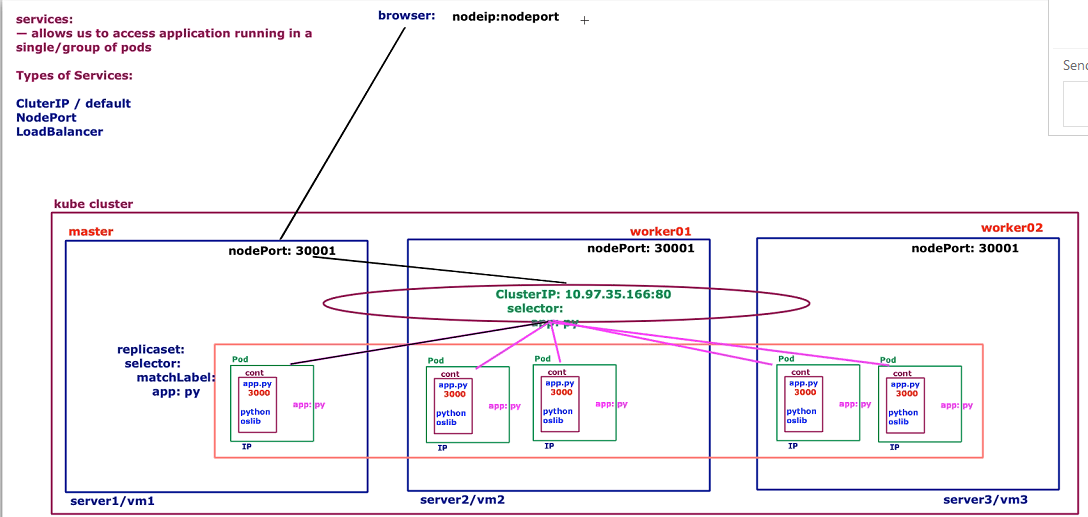 services:
— allows us to access application running in a
single/group of pods
Types of Services:
CluterIP / default
NodePort
LoadBalancer
browser: nodeip:nodeport
Send
kube cluster
master
worker01
worker02
nodePort: 30001
nodePort: 30001
nodePort: 30001
ClusterIP: 10.97.35.166:80
selector:
app: py
replicaset:
selector:
matchLabel:
app: py
Pod
cont
app.py
3000
python
oslib
app: py
IP
Pod
cont
app.py
3000
python
oslib
app: py
IP
Pod
cont
app.py
3000
python
oslib
app: py
IP
Pod
cont
app.py
3000
python
oslib
app: py
IP
Pod
cont
app.py
3000
python
oslib
app: py
IP
server1/vm1
server2/vm2
server3/vm3